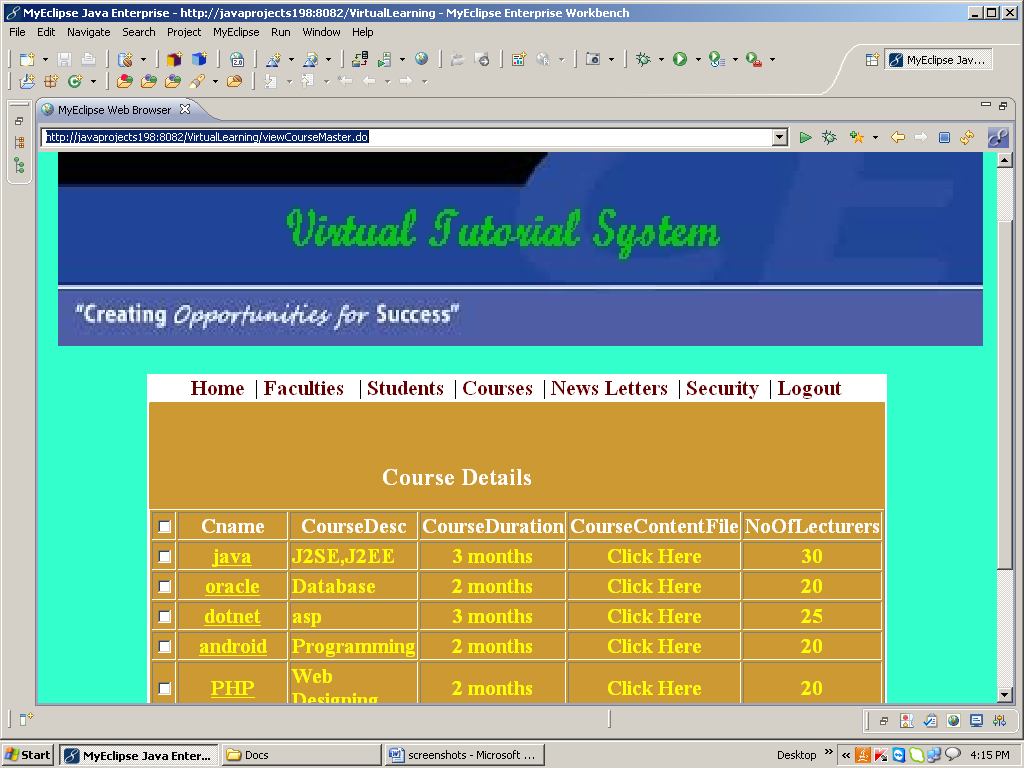 MyEclipse Java Enterprise - http://javaprojects198:8082/VirtualLearning - MyEclipse Enterprise Workbench
File Edit Navigate Search Project MyEclipse Run Window Help
2.0
MyEclipse Jav...
MyEclipse Web Browser
http://javaprojects198:8082/VirtualLearning/viewCourseMaster.do
Virtual Tutorial System
"Creating Opportunities for Success"
Home | Faculties | Students | Courses | News Letters | Security | Logout
Course Details
Cname CourseDesc CourseDuration CourseContentFile NoOfLecturers
java J2SE,J2EE 3 months Click Here 30
oracle Database 2 months Click Here 20
dotnet asp 3 months Click Here 25
android Programming 2 months Click Here 20
PHP Web Designing 2 months Click Here 20
Start MyEclipse Java Enter... Docs screenshots - Microsoft ... Desktop » « 4:15 PM